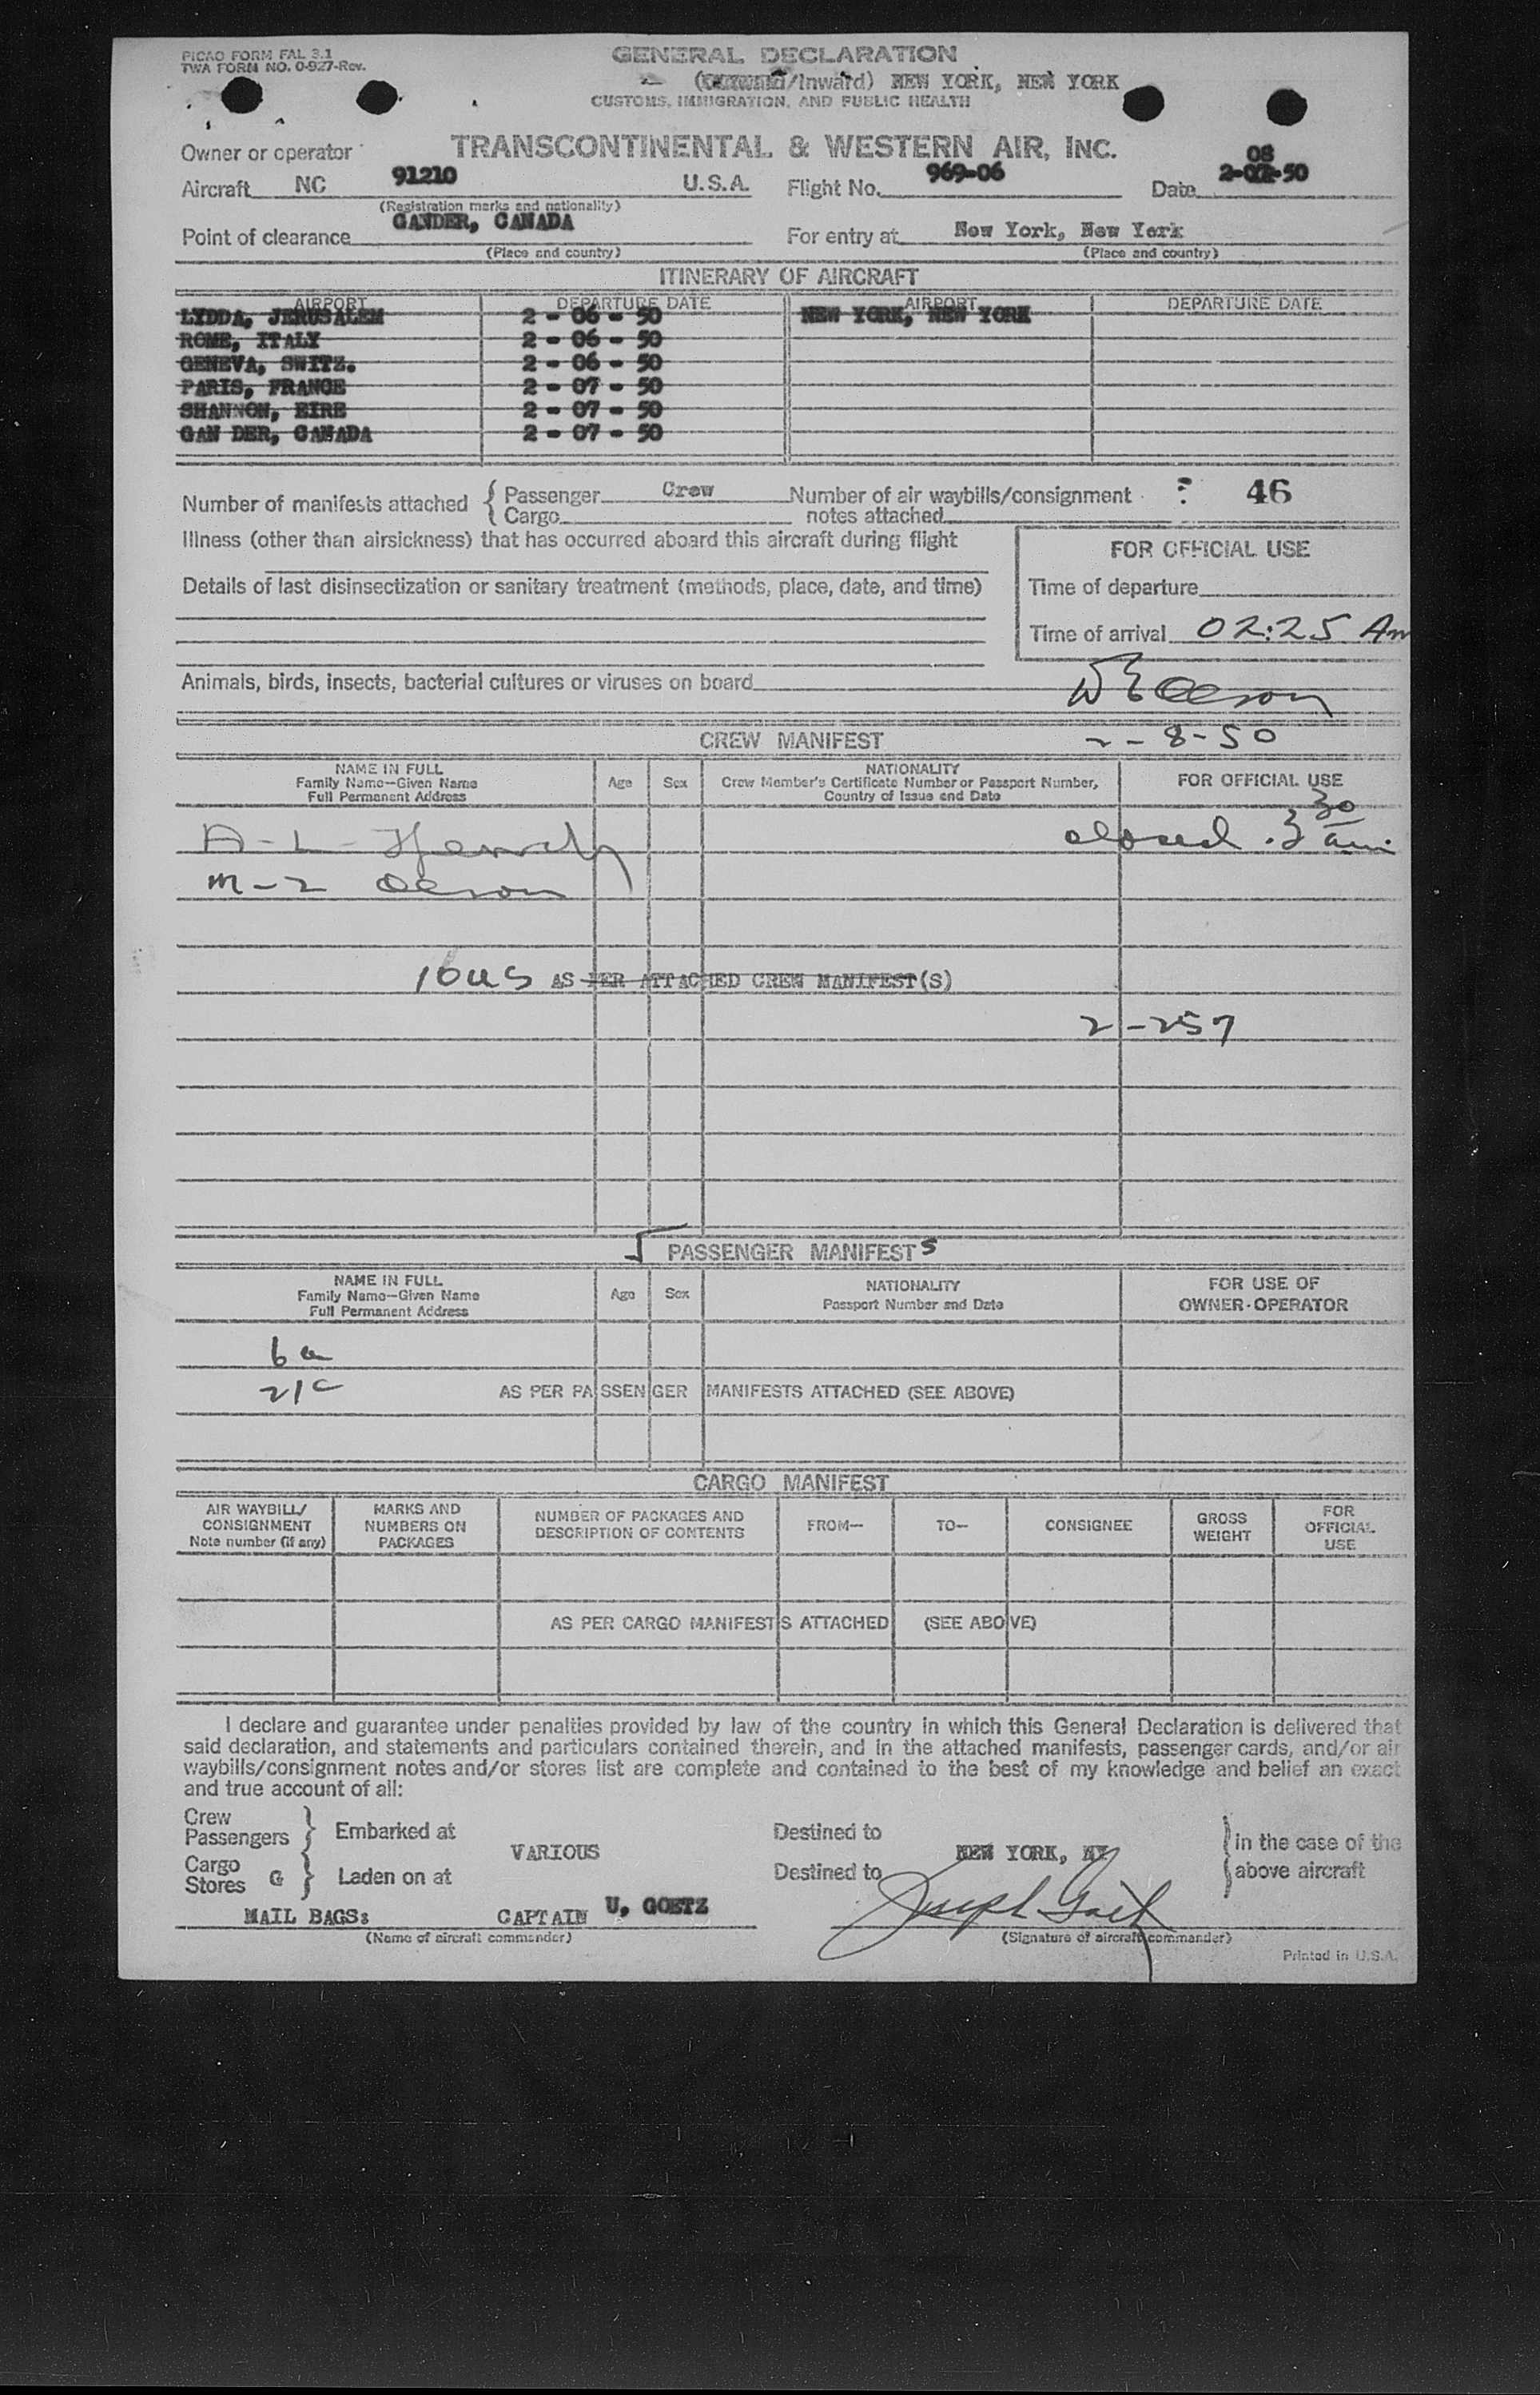 PICAO FORM FAL 3.1
TWA FORM NO. 0-927-Rev.
GENERAL DECLARATION
(Outward/Inward) NEW YORK, NEW YORK
CUSTOMS, IMMIGRATION, AND PUBLIC HEALTH
Owner or operator TRANSCONTINENTAL & WESTERN AIR, INC.
Aircraft NC 91210 U.S.A. Flight No. 969-06 Date 2-08-50
(Registration marks and nationality)
Point of clearance GANDER, CANADA For entry at New York, New York
(Place and country) (Place and country)
ITINERARY OF AIRCRAFT
AIRPORT DEPARTURE DATE AIRPORT DEPARTURE DATE
LYDDA, JERUSALEM 2 - 06 - 50 NEW YORK, NEW YORK
ROME, ITALY 2 - 06 - 50
GENEVA, SWITZ. 2 - 06 - 50
PARIS, FRANCE 2 - 07 - 50
SHANNON, EIRE 2 - 07 - 50
GAN DER, CANADA 2 - 07 - 50
Number of manifests attached { Passenger Crew Number of air waybills/consignment : 46
{ Cargo notes attached
Illness (other than airsickness) that has occurred aboard this aircraft during flight
FOR OFFICIAL USE
Details of last disinsectization or sanitary treatment (methods, place, date, and time)
Time of departure
Time of arrival 02:25 Am
Animals, birds, insects, bacterial cultures or viruses on board
CREW MANIFEST 2-8-50
NAME IN FULL
Family Name—Given Name
Full Permanent Address
Age Sex
NATIONALITY
Crew Member's Certificate Number or Passport Number,
Country of Issue and Date
FOR OFFICIAL USE
closed 3 30 am
M-2 Olson
16 US AS PER ATTACHED CREW MANIFEST(S)
2-257
PASSENGER MANIFESTS
NAME IN FULL
Family Name—Given Name
Full Permanent Address
Age Sex
NATIONALITY
Passport Number and Date
FOR USE OF
OWNER-OPERATOR
6a
21c AS PER PASSENGER MANIFESTS ATTACHED (SEE ABOVE)
CARGO MANIFEST
AIR WAYBILL/
CONSIGNMENT
Note number (if any)
MARKS AND
NUMBERS ON
PACKAGES
NUMBER OF PACKAGES AND
DESCRIPTION OF CONTENTS
FROM—
TO—
CONSIGNEE
GROSS
WEIGHT
FOR
OFFICIAL
USE
AS PER CARGO MANIFESTS ATTACHED (SEE ABOVE)
I declare and guarantee under penalties provided by law of the country in which this General Declaration is delivered that
said declaration, and statements and particulars contained therein, and in the attached manifests, passenger cards, and/or air
waybills/consignment notes and/or stores list are complete and contained to the best of my knowledge and belief an exact
and true account of all:
Crew
Passengers } Embarked at Destined to
VARIOUS NEW YORK, NY
} in the case of the
above aircraft
Cargo
Stores G } Laden on at Destined to
MAIL BAGS: CAPTAIN U, GOETZ
(Name of aircraft commander) (Signature of aircraft commander)
Printed in U.S.A.